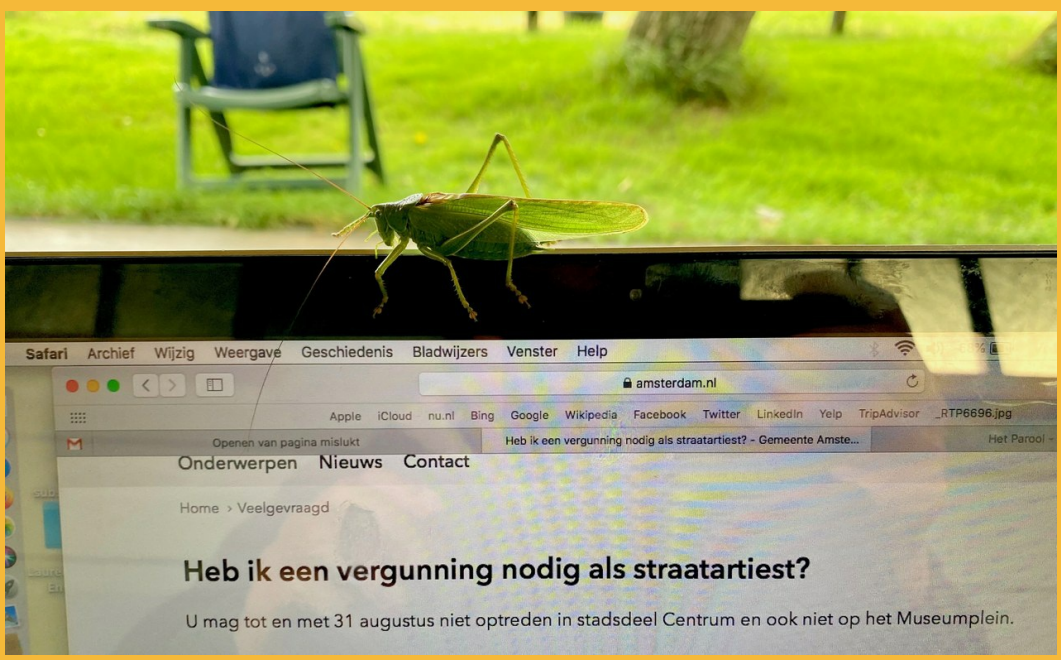 Safari Archief Wijzig Weergave Geschiedenis Bladwijzers Venster Help
amsterdam.nl
Apple iCloud nu.nl Bing Google Wikipedia Facebook Twitter LinkedIn Yelp TripAdvisor _RTP6696.jpg
Openen van pagina mislukt Heb ik een vergunning nodig als straatartiest? - Gemeente Amste... Het Parool -
Onderwerpen Nieuws Contact
Home › Veelgevraagd
Heb ik een vergunning nodig als straatartiest?
U mag tot en met 31 augustus niet optreden in stadsdeel Centrum en ook niet op het Museumplein.